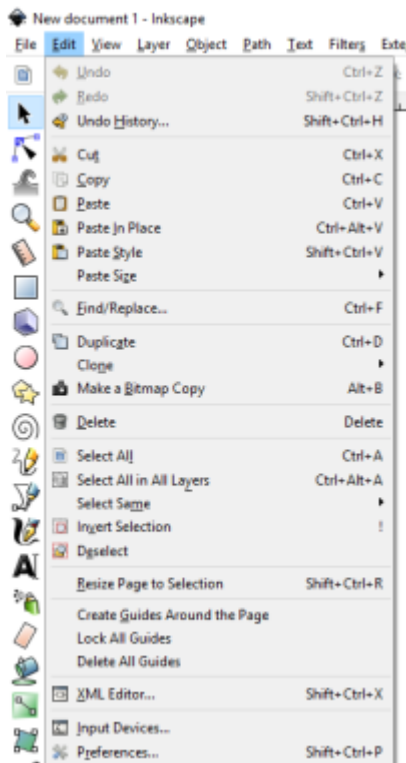 New document 1 - Inkscape
File Edit View Layer Object Path Text Filters Exte
Undo Ctrl+Z
Redo Shift+Ctrl+Z
Undo History... Shift+Ctrl+H
Cut Ctrl+X
Copy Ctrl+C
Paste Ctrl+V
Paste In Place Ctrl+Alt+V
Paste Style Shift+Ctrl+V
Paste Size
Find/Replace... Ctrl+F
Duplicate Ctrl+D
Clone
Make a Bitmap Copy Alt+B
Delete Delete
Select All Ctrl+A
Select All in All Layers Ctrl+Alt+A
Select Same
Invert Selection !
Deselect
Resize Page to Selection Shift+Ctrl+R
Create Guides Around the Page
Lock All Guides
Delete All Guides
XML Editor... Shift+Ctrl+X
Input Devices...
Preferences... Shift+Ctrl+P